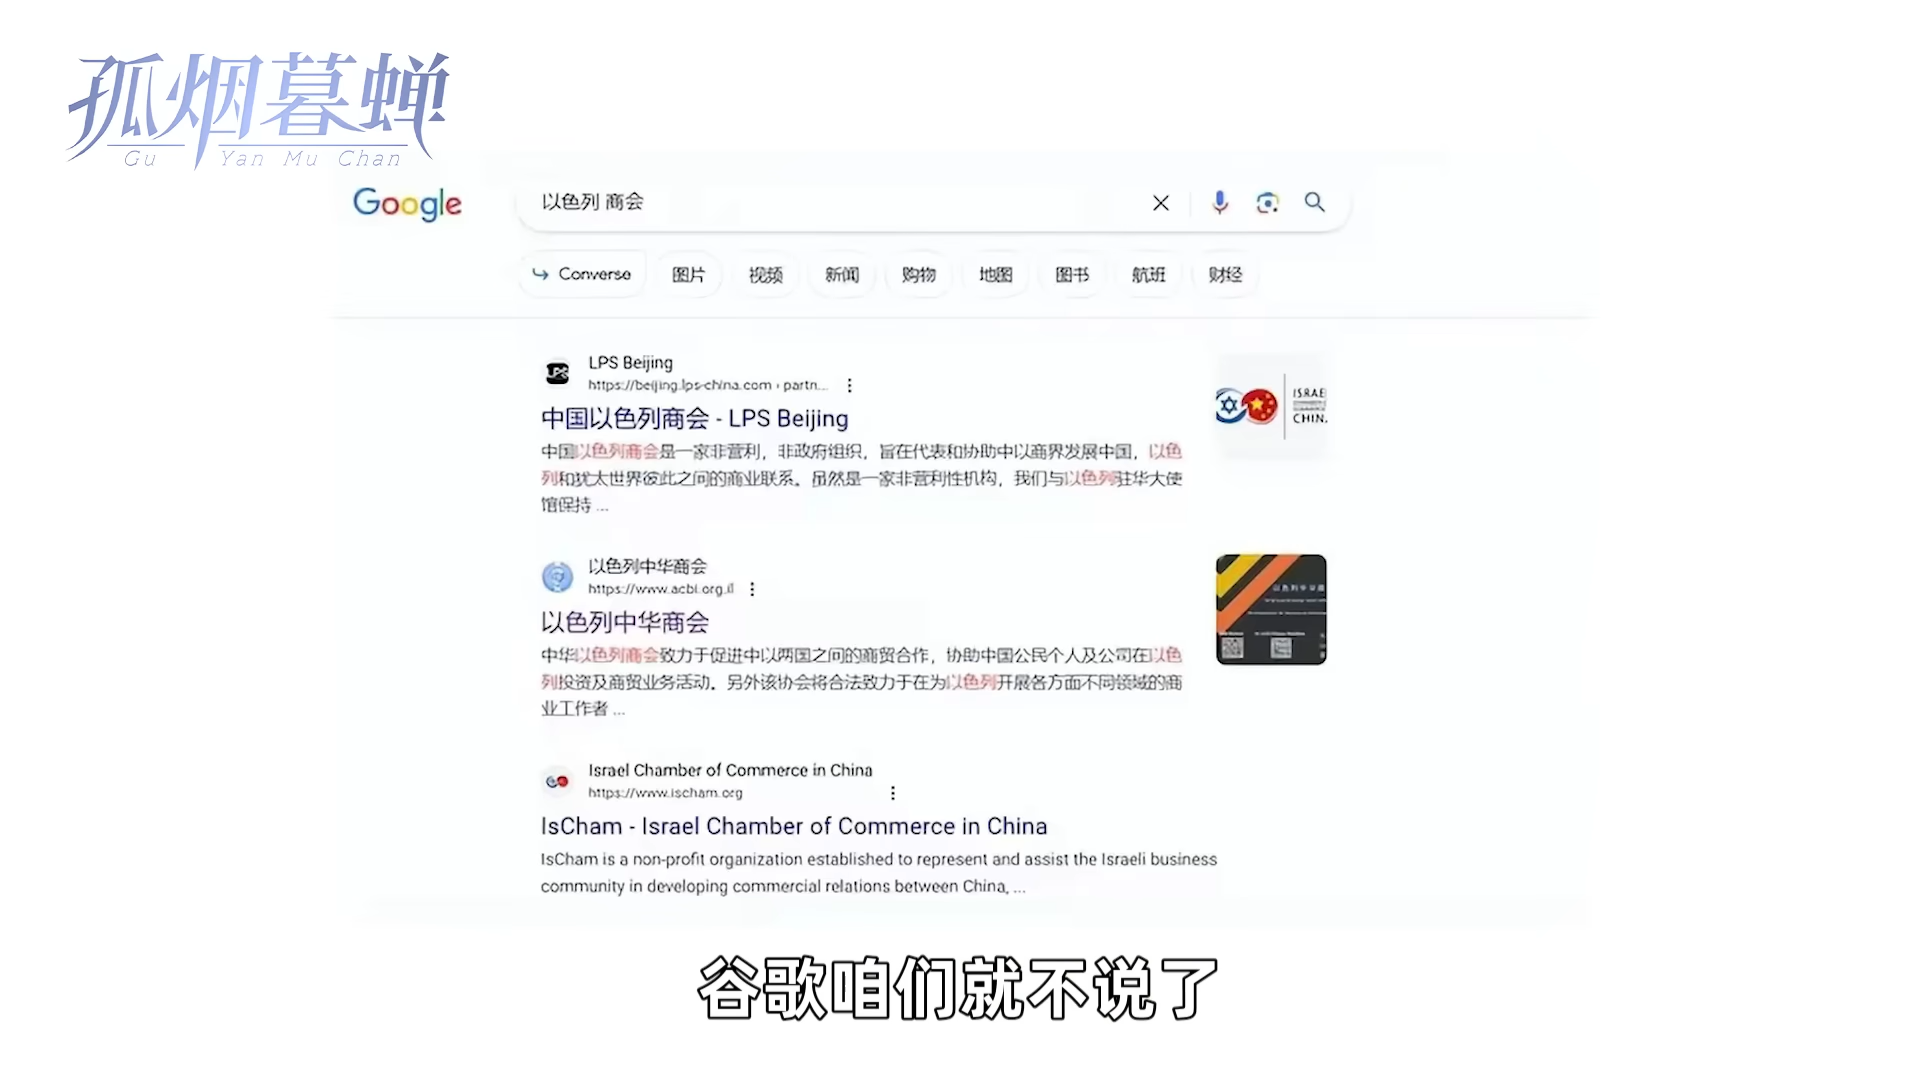 孤烟暮蝉
Gu Yan Mu Chan
Google
以色列 商会
Converse
图片
视频
新闻
购物
地图
图书
航班
财经
LPS Beijing
https://beijing.lps-china.com › partn...
中国以色列商会 - LPS Beijing
中国以色列商会是一家非营利，非政府组织，旨在代表和协助中以商界发展中国，以色
列和犹太世界彼此之间的商业联系。虽然是一家非营利性机构，我们与以色列驻华大使
馆保持 ...
ISRAEL
CHINA
以色列中华商会
https://www.acbi.org.il
以色列中华商会
中华以色列商会致力于促进中以两国之间的商贸合作，协助中国公民个人及公司在以色
列投资及商贸业务活动。另外该协会将合法致力于在为以色列开展各方面不同领域的商
业工作者 ...
Israel Chamber of Commerce in China
https://www.ischam.org
IsCham - Israel Chamber of Commerce in China
IsCham is a non-profit organization established to represent and assist the Israeli business
community in developing commercial relations between China, ...
谷歌咱们就不说了